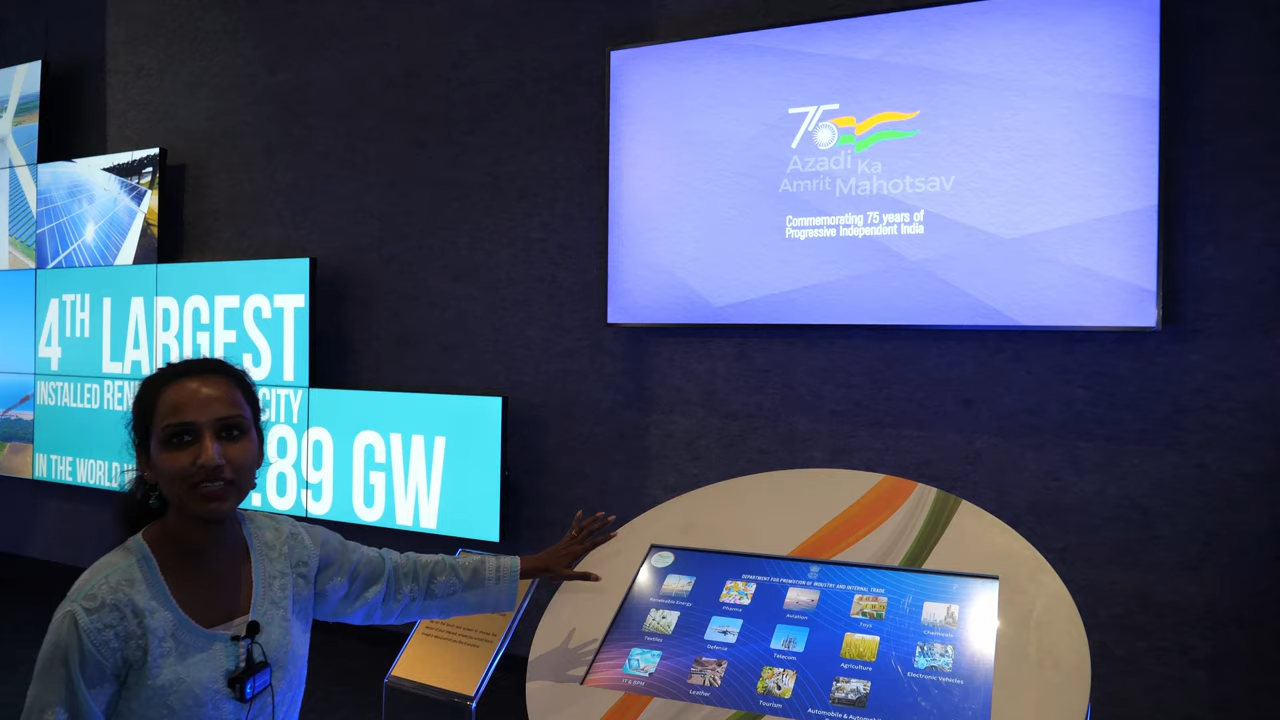 75
Azadi Ka
Amrit Mahotsav
Commemorating 75 years of
Progressive Independent India
4TH LARGEST
INSTALLED CITY
IN THE WORLD
.89 GW
DEPARTMENT FOR PROMOTION OF INDUSTRY AND INTERNAL TRADE
Renewable Energy
Pharma
Aviation
Toys
Chemicals
Textiles
Defense
Telecom
Agriculture
Electronic Vehicles
IT & BPM
Leather
Tourism
Automobile &